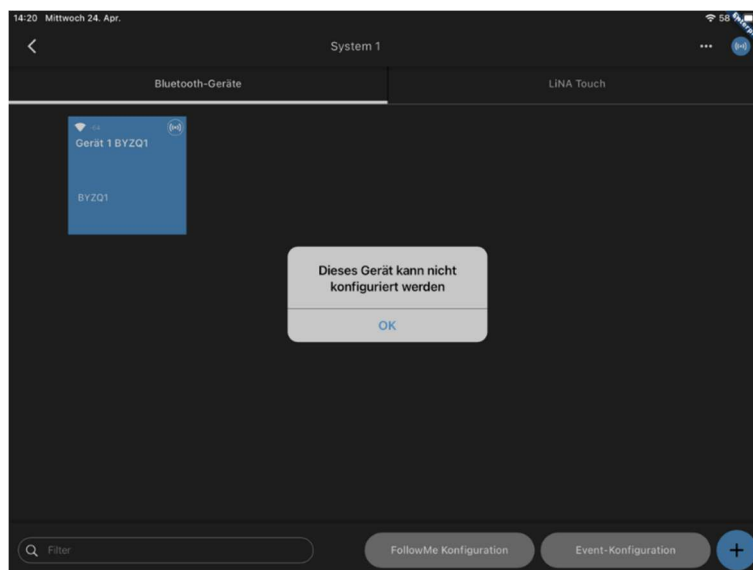 14:20 Mittwoch 24. Apr.
58
System 1
Bluetooth-Geräte
LiNA Touch
Gerät 1 BYZQ1
BYZQ1
Dieses Gerät kann nicht
konfiguriert werden
OK
Filter
FollowMe Konfiguration
Event-Konfiguration